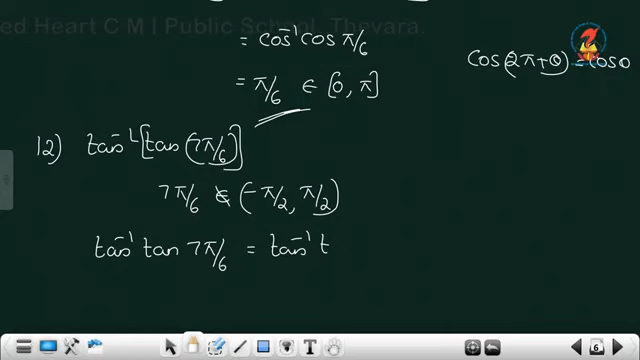 ed Heart C M I Public School, Thevara.
= cos⁻¹ cos π/6
cos(2π+θ) = cosθ
= π/6 ∈ [0, π]
12) tan⁻¹[tan (7π/6)]
7π/6 ∉ (-π/2, π/2)
tan⁻¹ tan 7π/6 = tan⁻¹ t
T
6